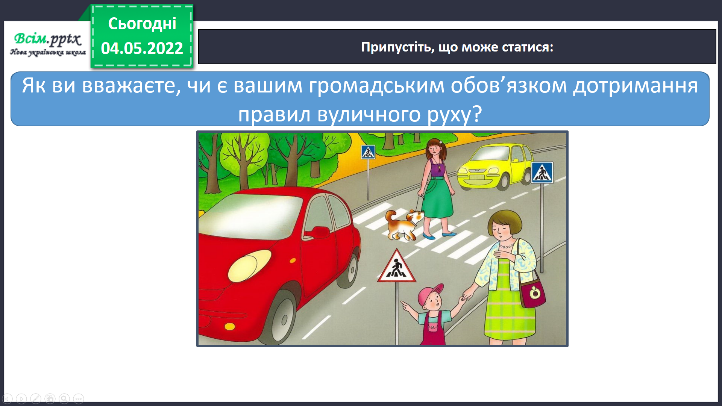 Всім.pptx
Нова українська школа
Сьогодні
04.05.2022
Припустіть, що може статися:
Як ви вважаєте, чи є вашим громадським обов’язком дотримання
правил вуличного руху?